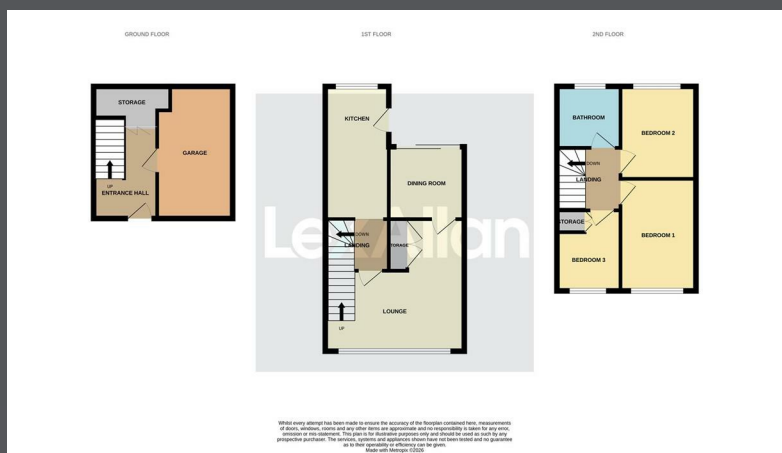 GROUND FLOOR
1ST FLOOR
2ND FLOOR
STORAGE
GARAGE
UP
ENTRANCE HALL
KITCHEN
DINING ROOM
LexAllan
DOWN
LANDING
STORAGE
LOUNGE
UP
BATHROOM
BEDROOM 2
DOWN
LANDING
STORAGE
BEDROOM 1
BEDROOM 3
Whilst every attempt has been made to ensure the accuracy of the floorplan contained here, measurements
of doors, windows, rooms and any other items are approximate and no responsibility is taken for any error,
omission or mis-statement. This plan is for illustrative purposes only and should be used as such by any
prospective purchaser. The services, systems and appliances shown have not been tested and no guarantee
as to their operability or efficiency can be given.
Made with Metropix ©2026